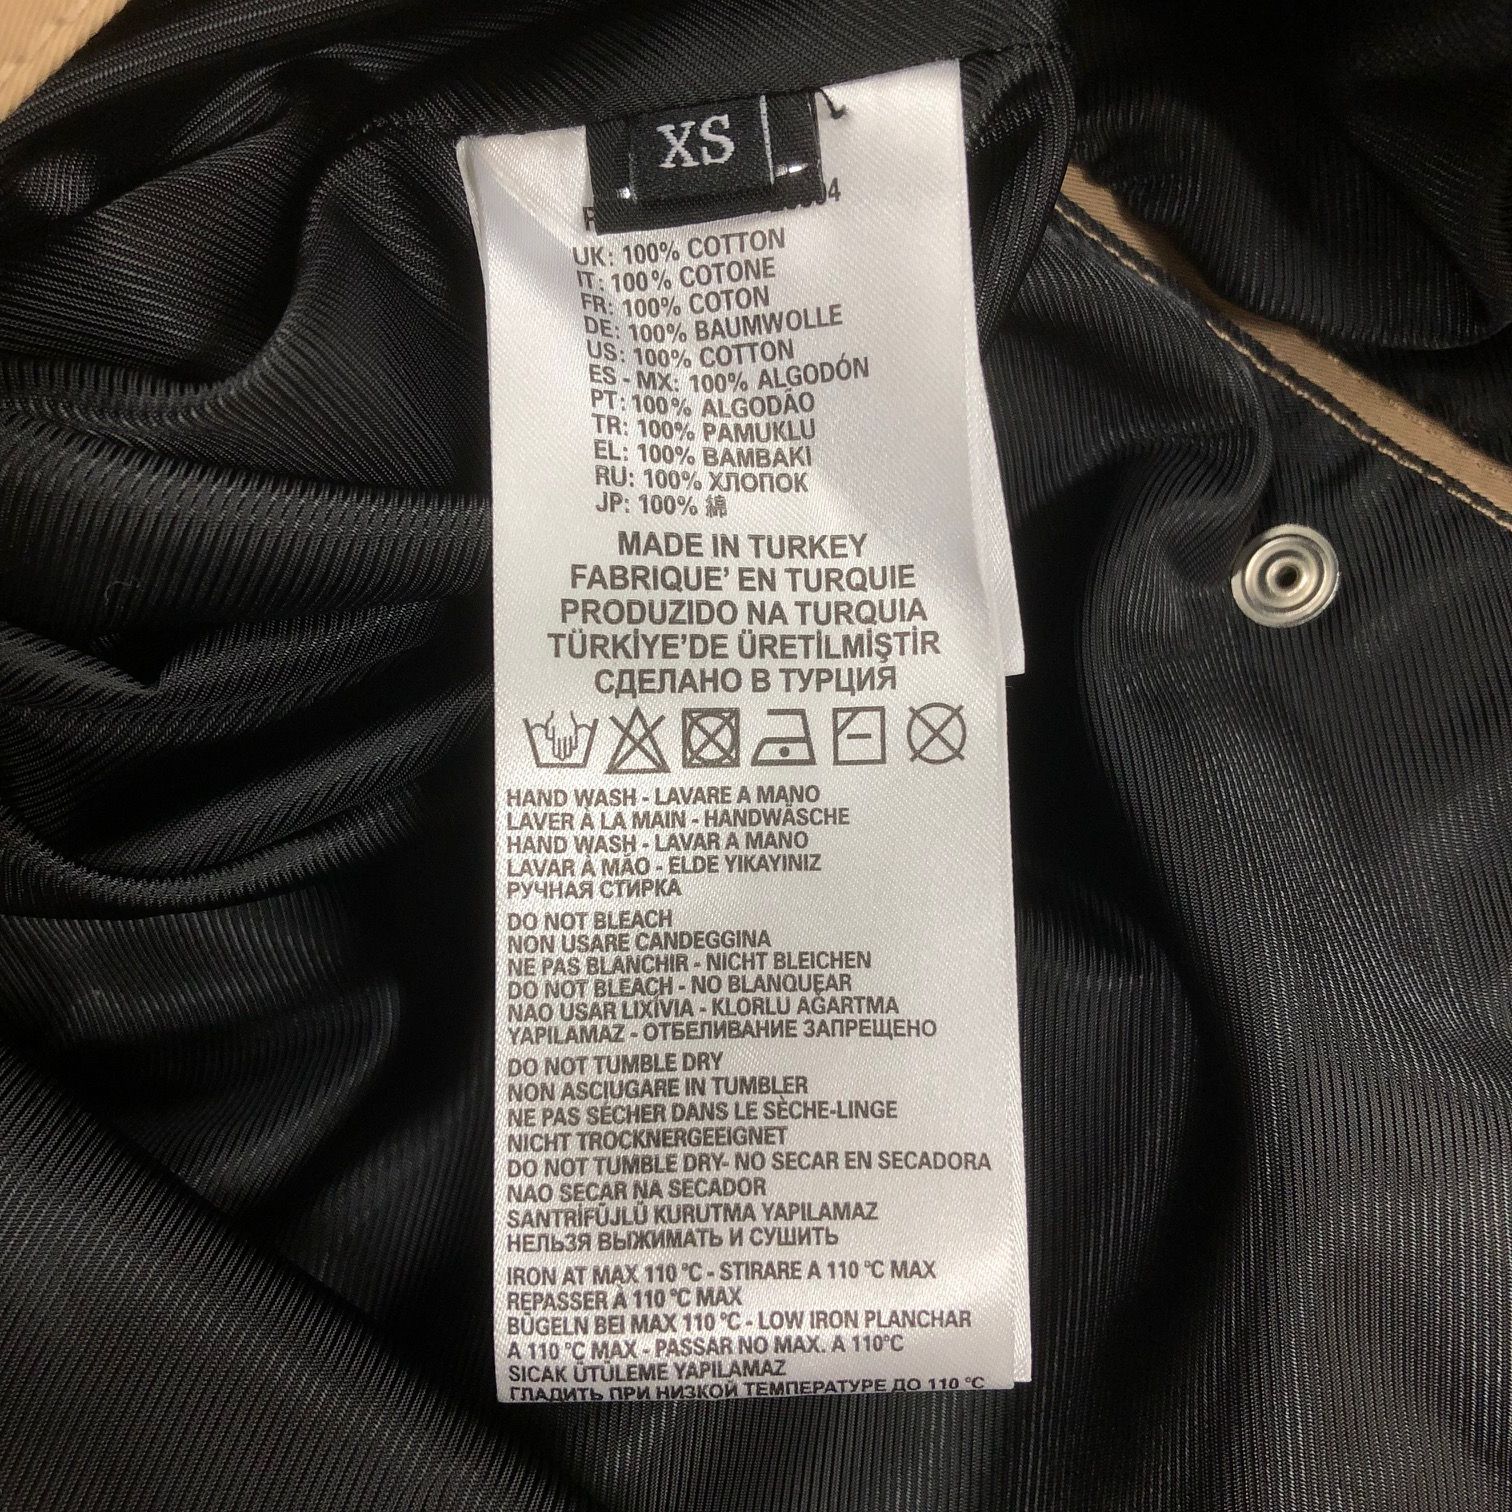 XS
04
UK: 100% COTTON
IT: 100% COTONE
FR: 100% COTON
DE: 100% BAUMWOLLE
US: 100% COTTON
ES - MX: 100% ALGODÓN
PT: 100% ALGODÃO
TR: 100% PAMUKLU
EL: 100% BAMBAKI
RU: 100% ХЛОПОК
JP: 100% 綿
MADE IN TURKEY
FABRIQUE’ EN TURQUIE
PRODUZIDO NA TURQUIA
TÜRKİYE’DE ÜRETİLMİŞTİR
СДЕЛАНО В ТУРЦИЯ
HAND WASH - LAVARE A MANO
LAVER À LA MAIN - HANDWÄSCHE
HAND WASH - LAVAR A MANO
LAVAR À MÃO - ELDE YIKAYINIZ
РУЧНАЯ СТИРКА
DO NOT BLEACH
NON USARE CANDEGGINA
NE PAS BLANCHIR - NICHT BLEICHEN
DO NOT BLEACH - NO BLANQUEAR
NAO USAR LIXÍVIA - KLORLU AĞARTMA
YAPILAMAZ - ОТБЕЛИВАНИЕ ЗАПРЕЩЕНО
DO NOT TUMBLE DRY
NON ASCIUGARE IN TUMBLER
NE PAS SÉCHER DANS LE SÈCHE-LINGE
NICHT TROCKNERGEEIGNET
DO NOT TUMBLE DRY- NO SECAR EN SECADORA
NAO SECAR NA SECADOR
SANTRİFÜJLÜ KURUTMA YAPILAMAZ
НЕЛЬЗЯ ВЫЖИМАТЬ И СУШИТЬ
IRON AT MAX 110 °C - STIRARE A 110 °C MAX
REPASSER À 110 °C MAX
BÜGELN BEI MAX 110 °C - LOW IRON PLANCHAR
A 110 °C MAX - PASSAR NO MAX. A 110°C
SICAK ÜTÜLEME YAPILAMAZ
ГЛАДИТЬ ПРИ НИЗКОЙ ТЕМПЕРАТУРЕ ДО 110 °C